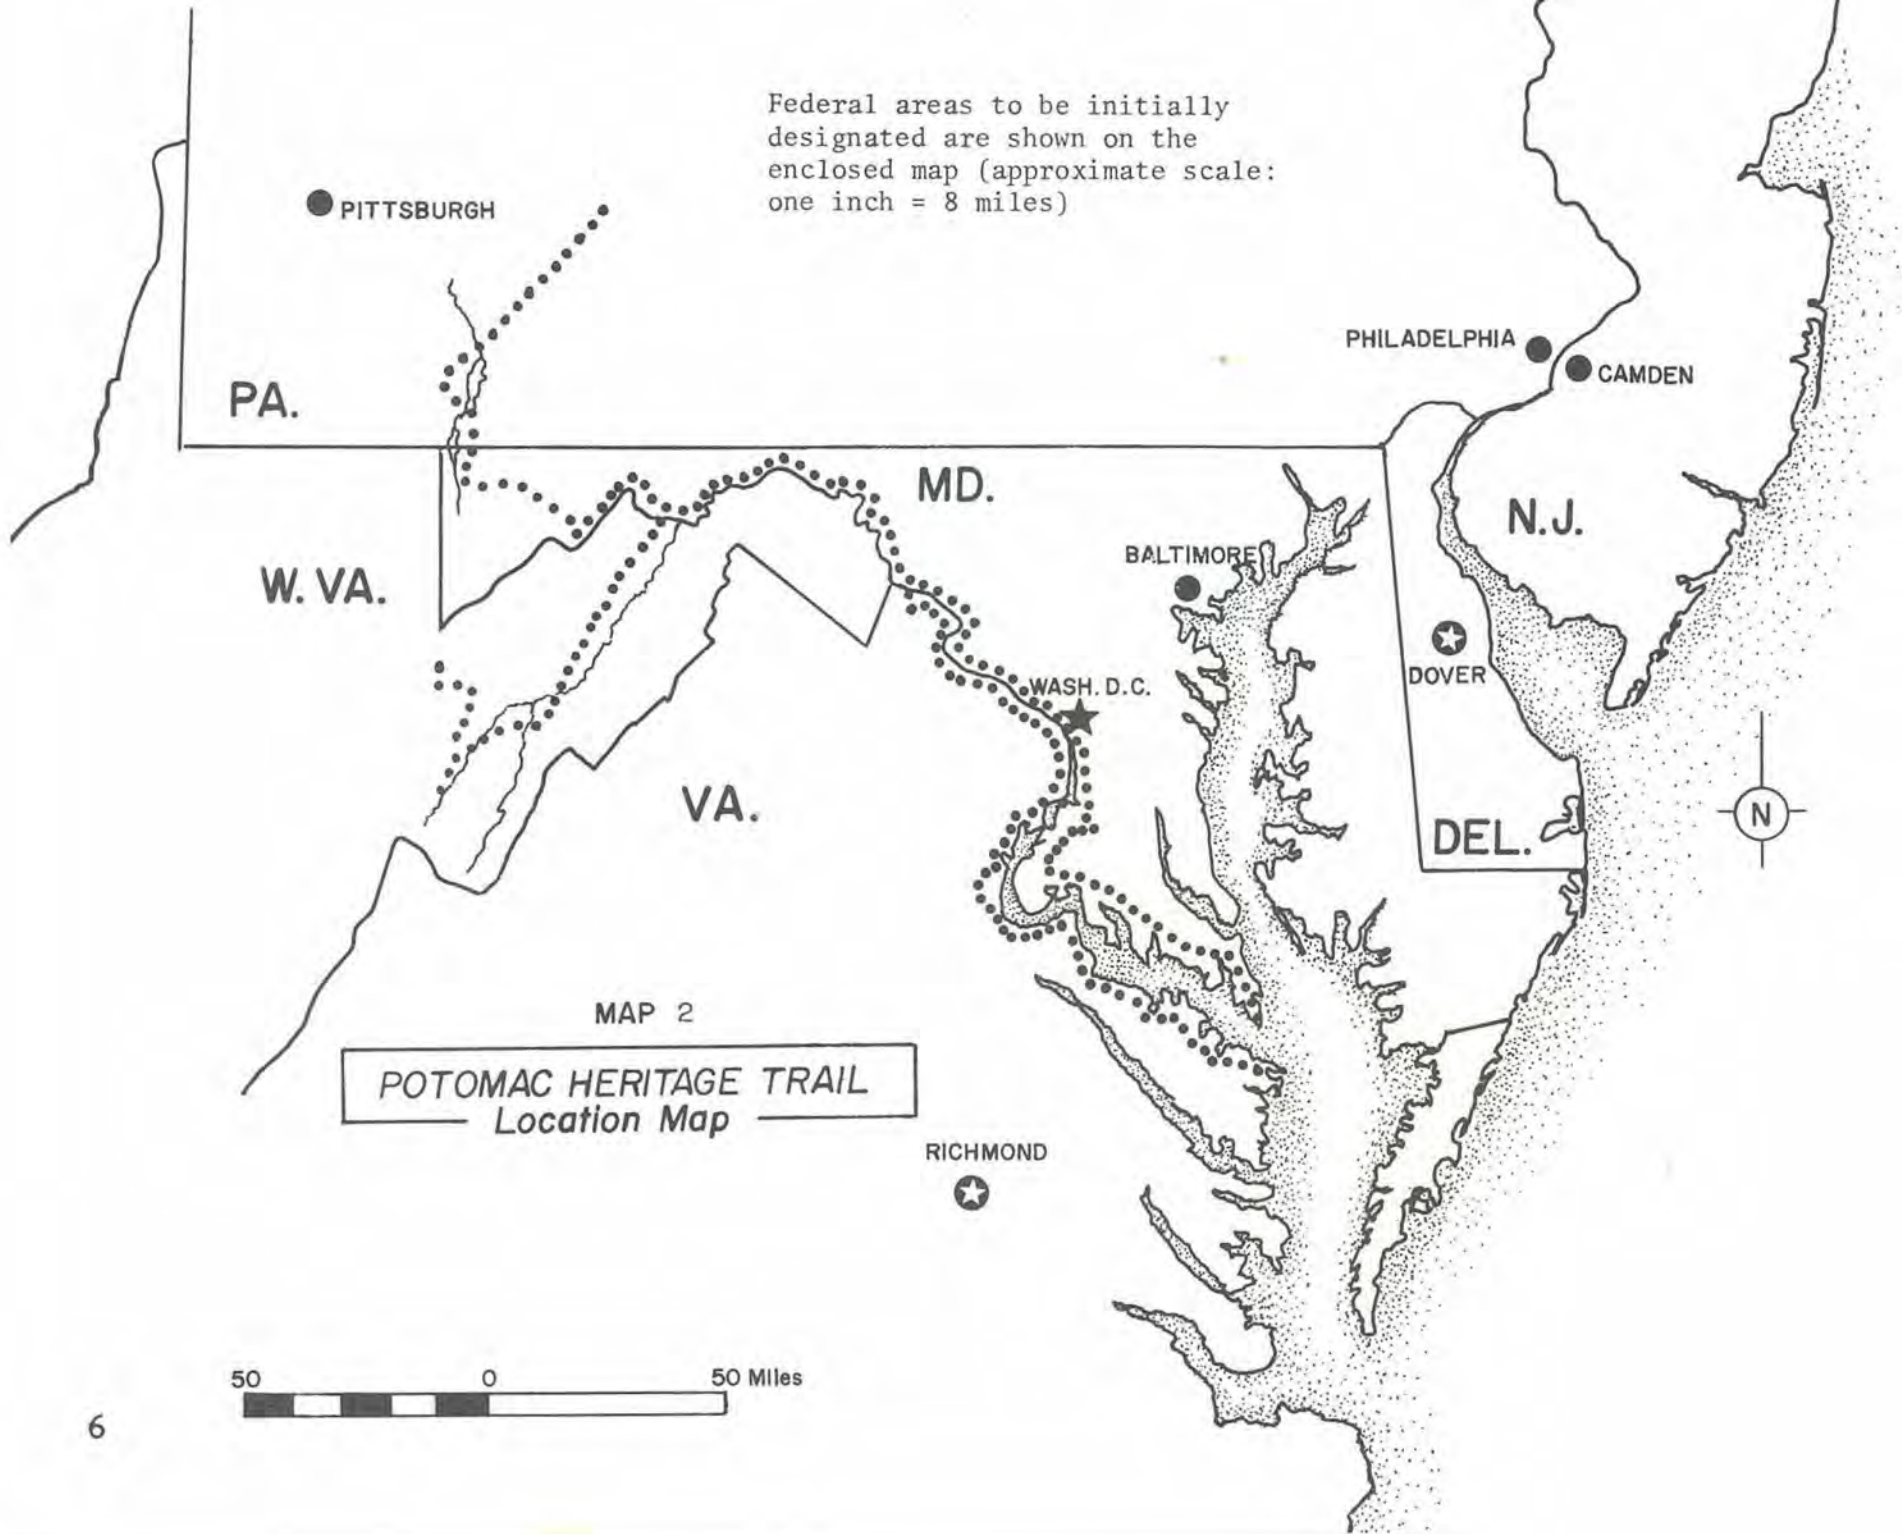 Federal areas to be initially
designated are shown on the
enclosed map (approximate scale:
one inch = 8 miles)
PITTSBURGH
PHILADELPHIA
CAMDEN
PA.
MD.
N.J.
BALTIMORE
W. VA.
DOVER
WASH. D.C.
VA.
N
DEL.
MAP 2
POTOMAC HERITAGE TRAIL
Location Map
RICHMOND
50 0 50 Miles
6